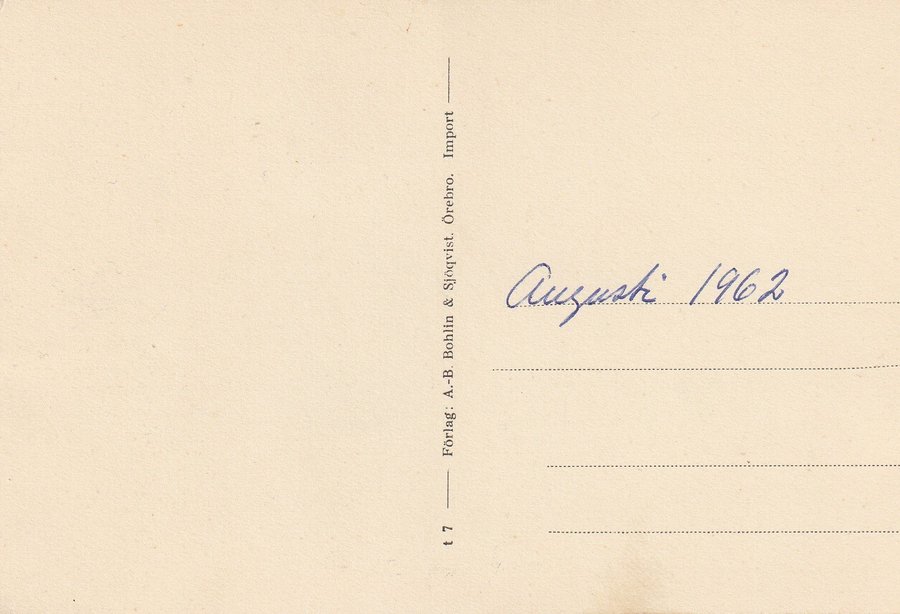 t 7 Förlag: A.-B. Bohlin & Sjöqvist. Örebro. Import
Augusti 1962